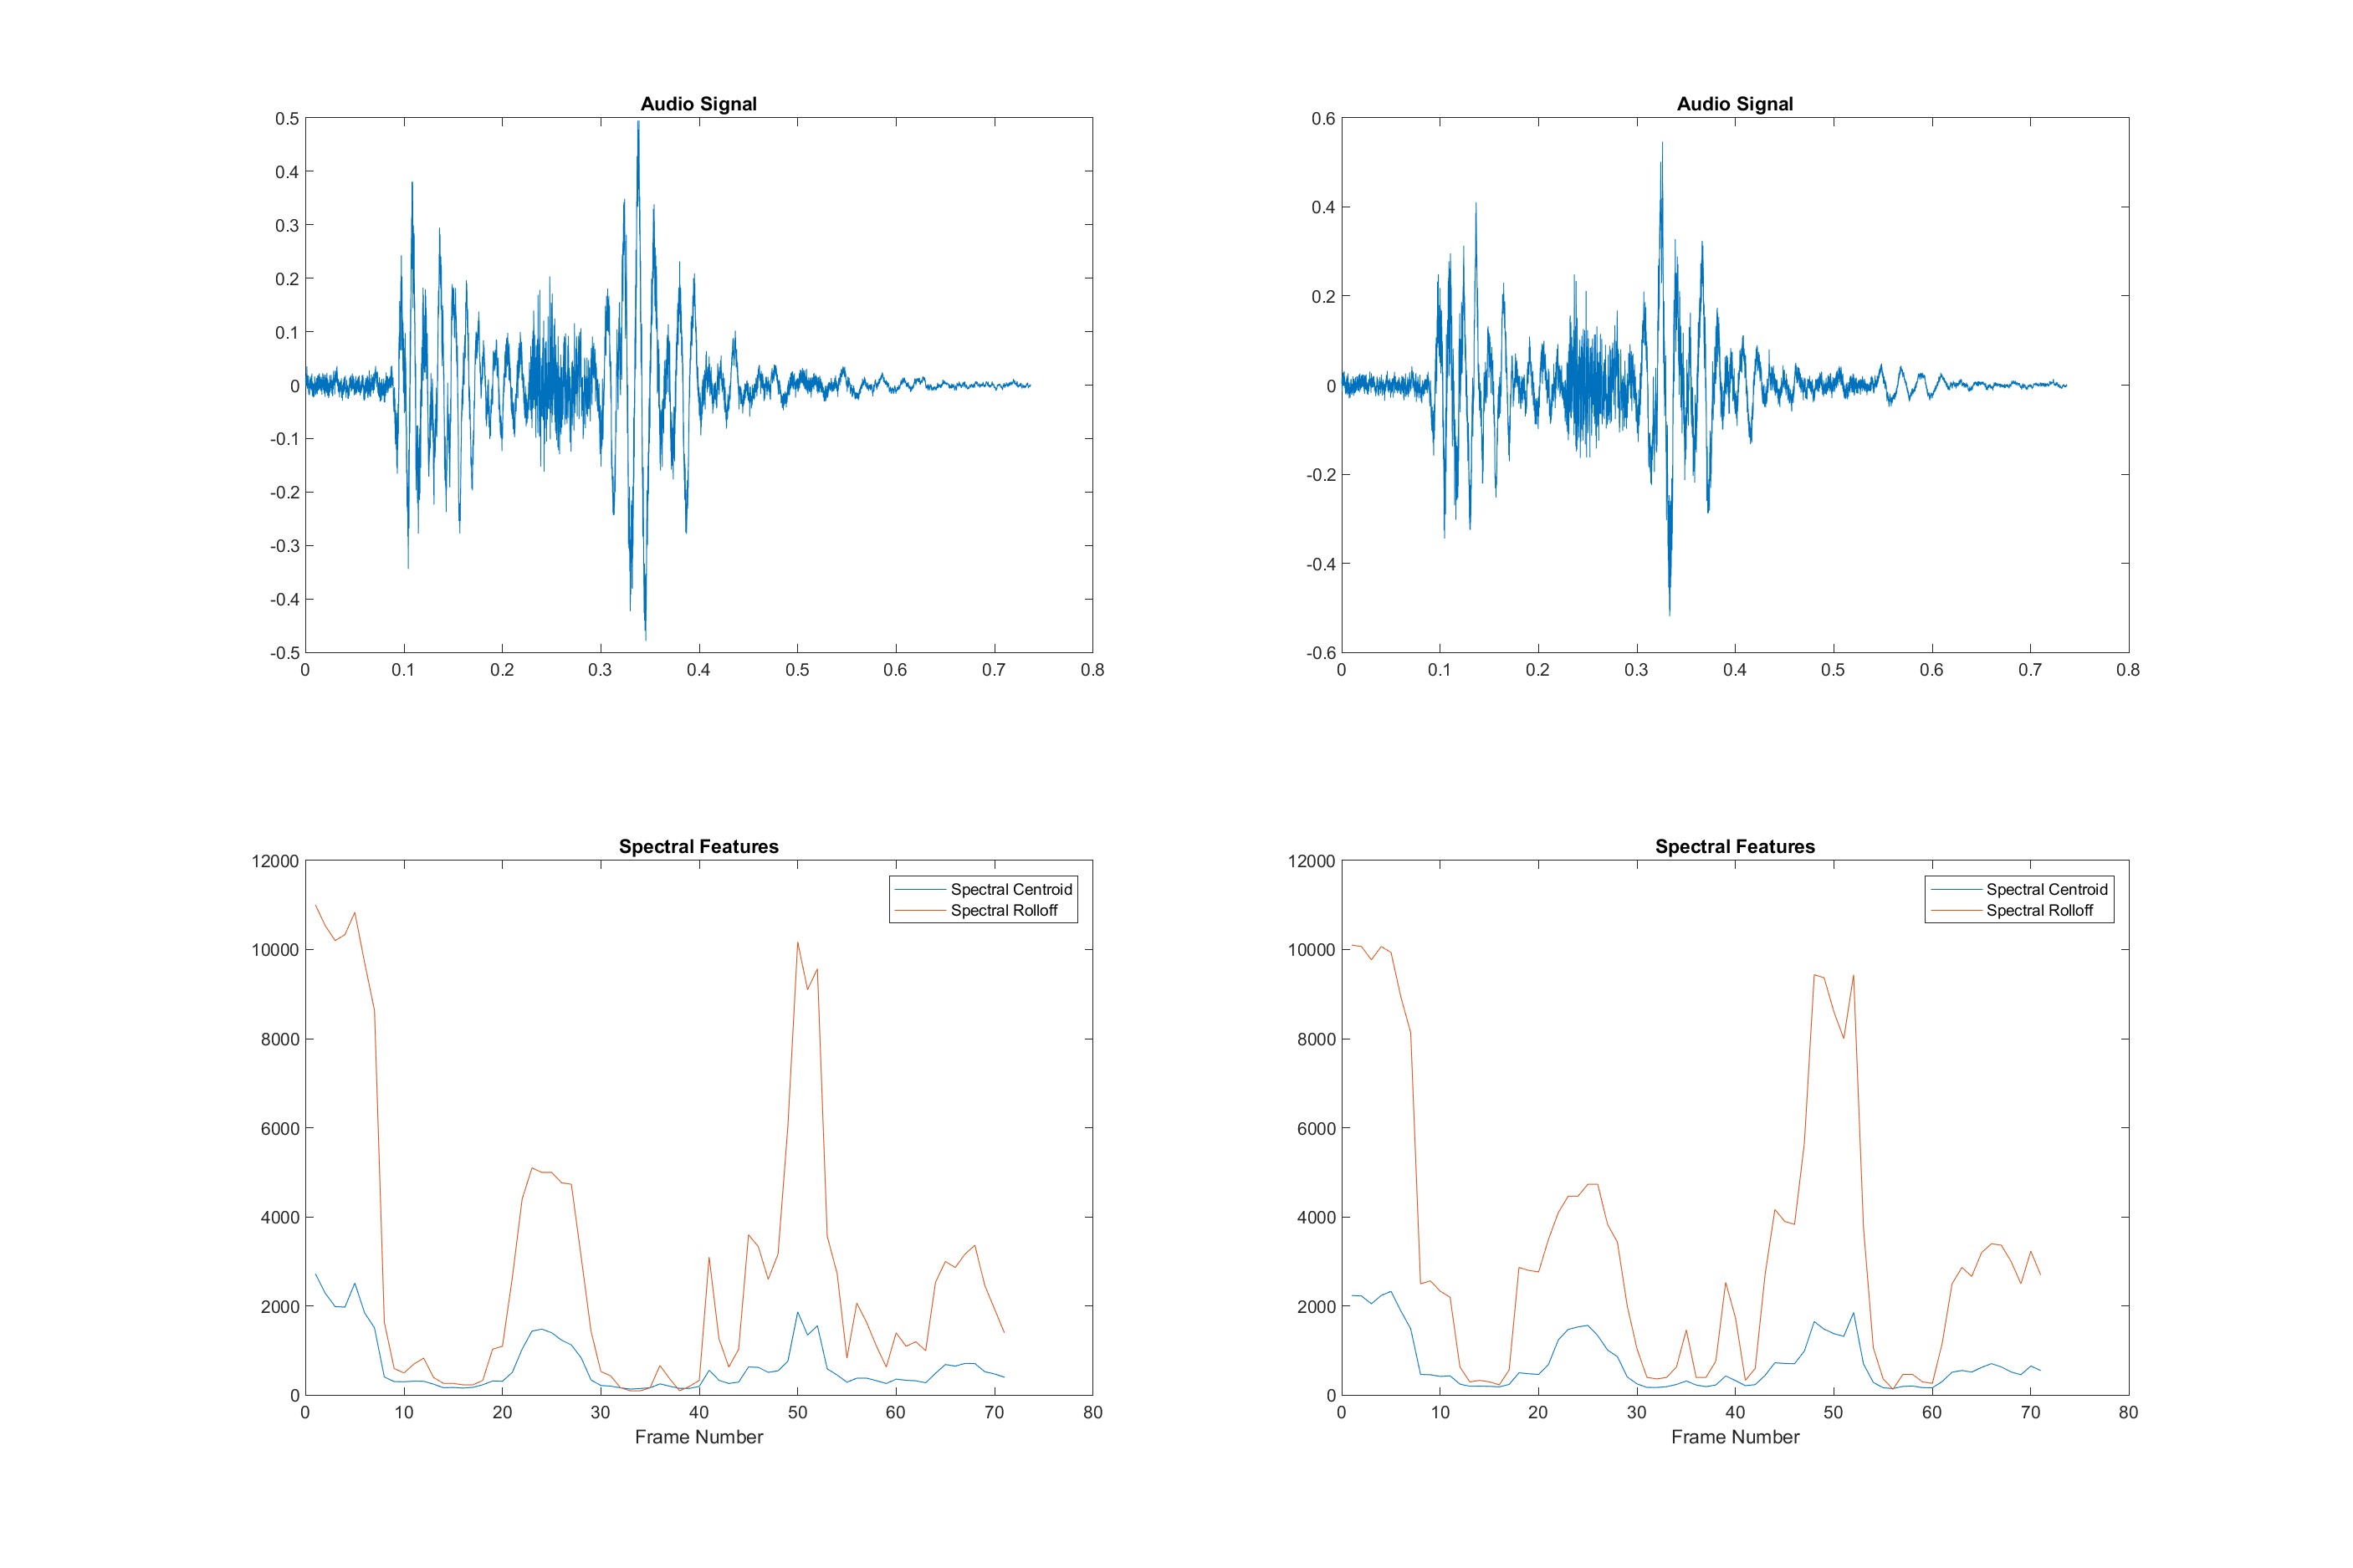 Audio Signal
0.5
0.4
0.3
0.2
0.1
0
-0.1
-0.2
-0.3
-0.4
-0.5
0 0.1 0.2 0.3 0.4 0.5 0.6 0.7 0.8
Audio Signal
0.6
0.4
0.2
0
-0.2
-0.4
-0.6
0 0.1 0.2 0.3 0.4 0.5 0.6 0.7 0.8
Spectral Features
12000
10000
8000
6000
4000
2000
0
Spectral Centroid
Spectral Rolloff
0 10 20 30 40 50 60 70 80
Frame Number
Spectral Features
12000
10000
8000
6000
4000
2000
0
Spectral Centroid
Spectral Rolloff
0 10 20 30 40 50 60 70 80
Frame Number